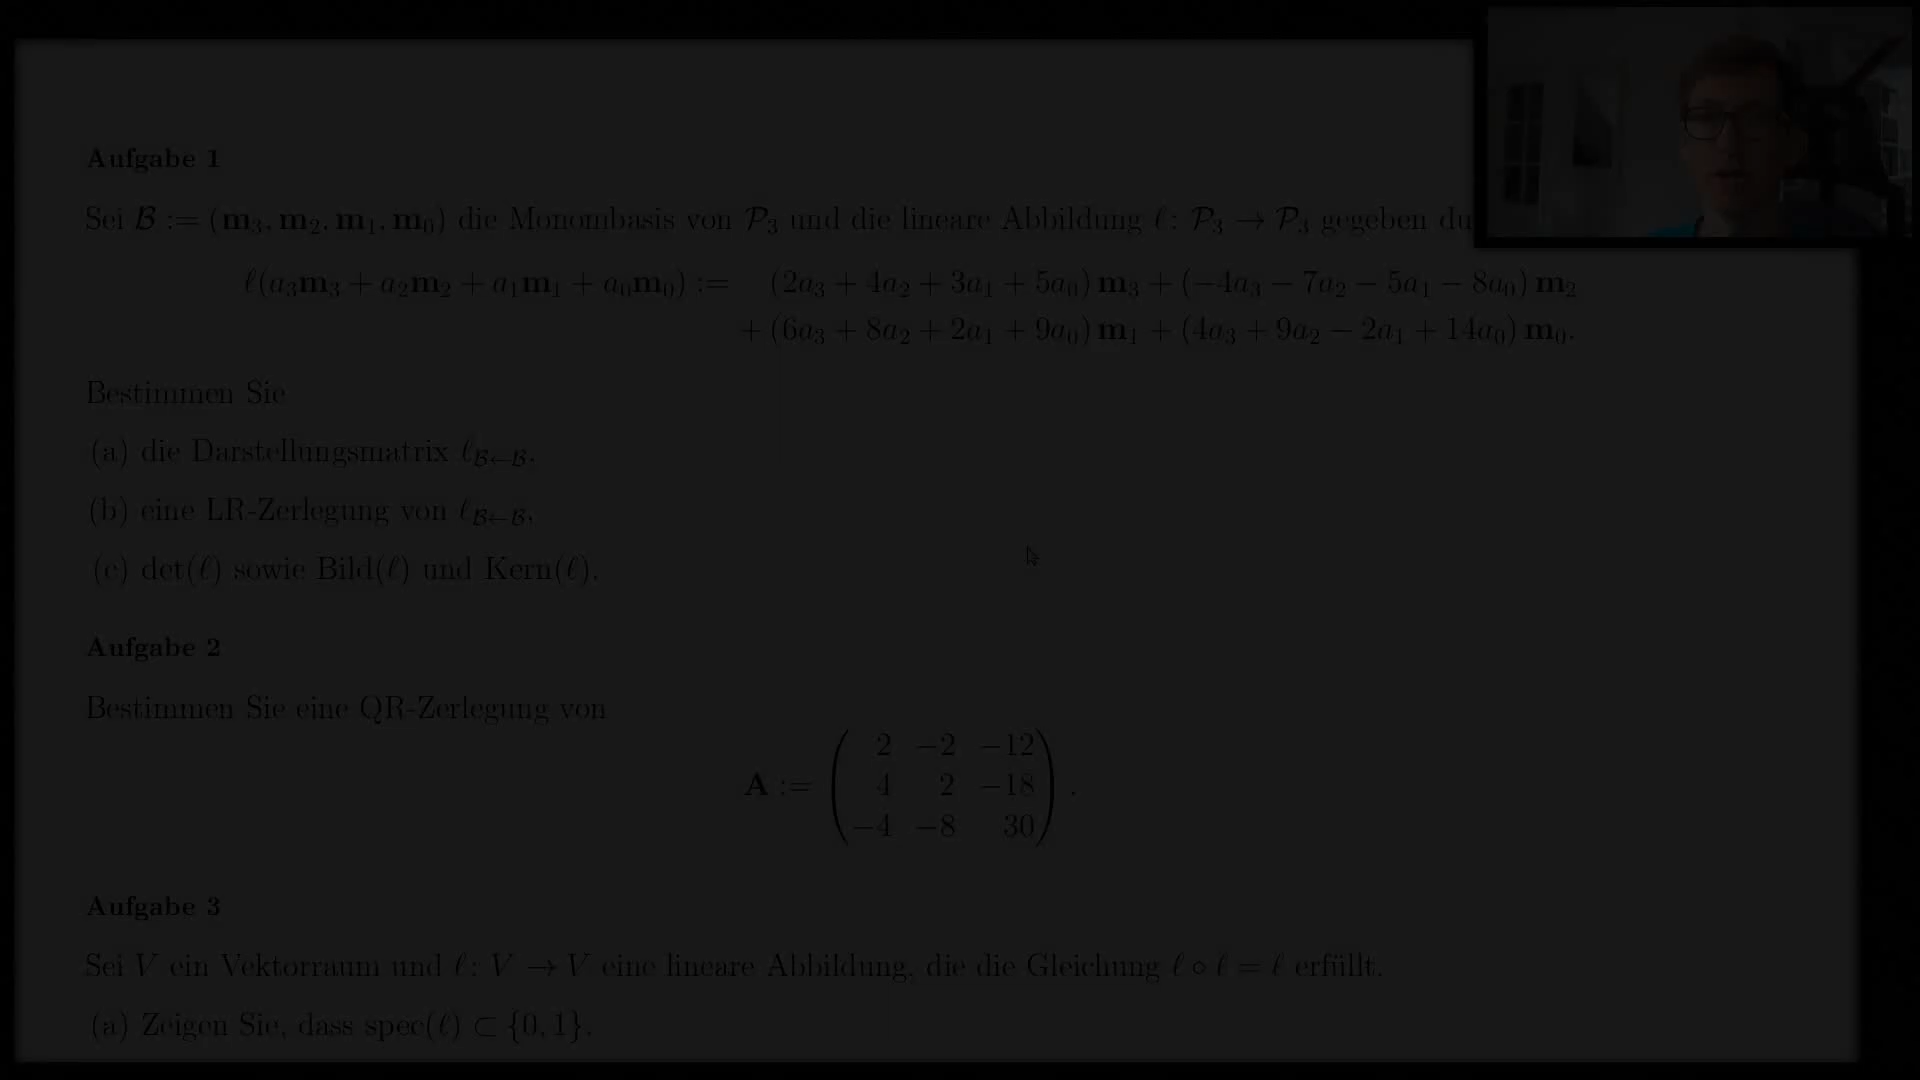 Aufgabe 1
Sei ℬ := (m₃, m₂, m₁, m₀) die Monombasis von 𝒫₃ und die lineare Abbildung ℓ: 𝒫₃ → 𝒫₃ gegeben
ℓ(a₃m₃ + a₂m₂ + a₁m₁ + a₀m₀) := (2a₃ + 4a₂ + 3a₁ + 5a₀) m₃ + (−4a₃ − 7a₂ − 5a₁ − 8a₀) m₂
+ (6a₃ + 8a₂ + 2a₁ + 9a₀) m₁ + (4a₃ + 9a₂ − 2a₁ + 14a₀) m₀.
Bestimmen Sie
(a) die Darstellungsmatrix ℓ_ℬ←ℬ,
(b) eine LR-Zerlegung von ℓ_ℬ←ℬ,
(c) det(ℓ) sowie Bild(ℓ) und Kern(ℓ).
Aufgabe 2
Bestimmen Sie eine QR-Zerlegung von
2 −2 −12
A := 4 2 −18 .
−4 −8 30
Aufgabe 3
Sei V ein Vektorraum und ℓ: V → V eine lineare Abbildung, die die Gleichung ℓ ∘ ℓ = ℓ erfüllt.
(a) Zeigen Sie, dass spec(ℓ) ⊂ {0, 1}.